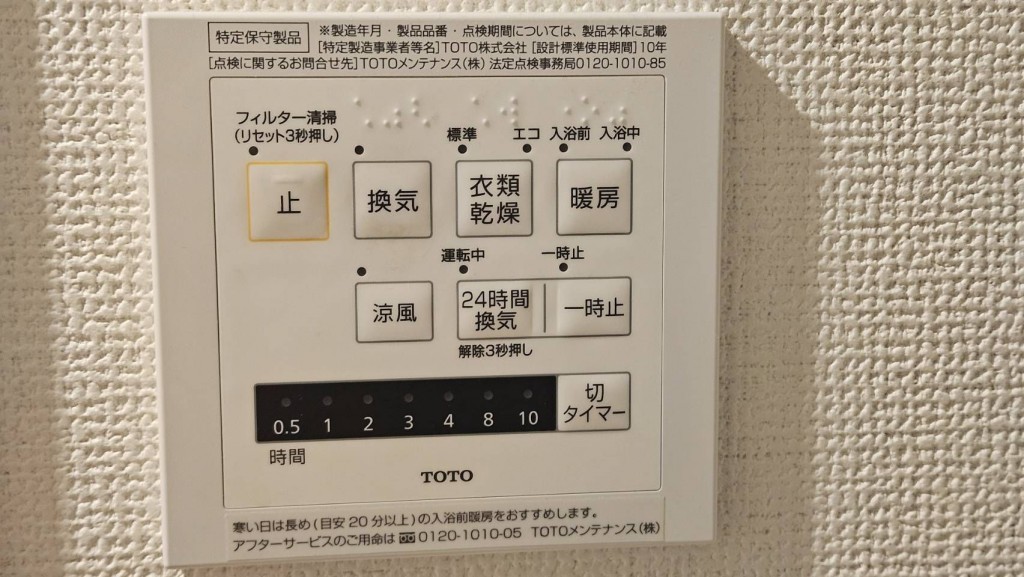 特定保守製品
※製造年月・製品品番・点検期間については、製品本体に記載
[特定製造事業者等名]TOTO株式会社 [設計標準使用期間]10年
[点検に関するお問合せ先]TOTOメンテナンス(株) 法定点検事務局0120-1010-85
フィルター清掃
(リセット3秒押し)
標準 エコ 入浴前 入浴中
止 換気 衣類乾燥 暖房
運転中 一時止
涼風 24時間換気 一時止
解除3秒押し
0.5 1 2 3 4 8 10
切タイマー
時間
TOTO
寒い日は長め(目安20分以上)の入浴前暖房をおすすめします。
アフターサービスのご用命は 0120-1010-05 TOTOメンテナンス(株)